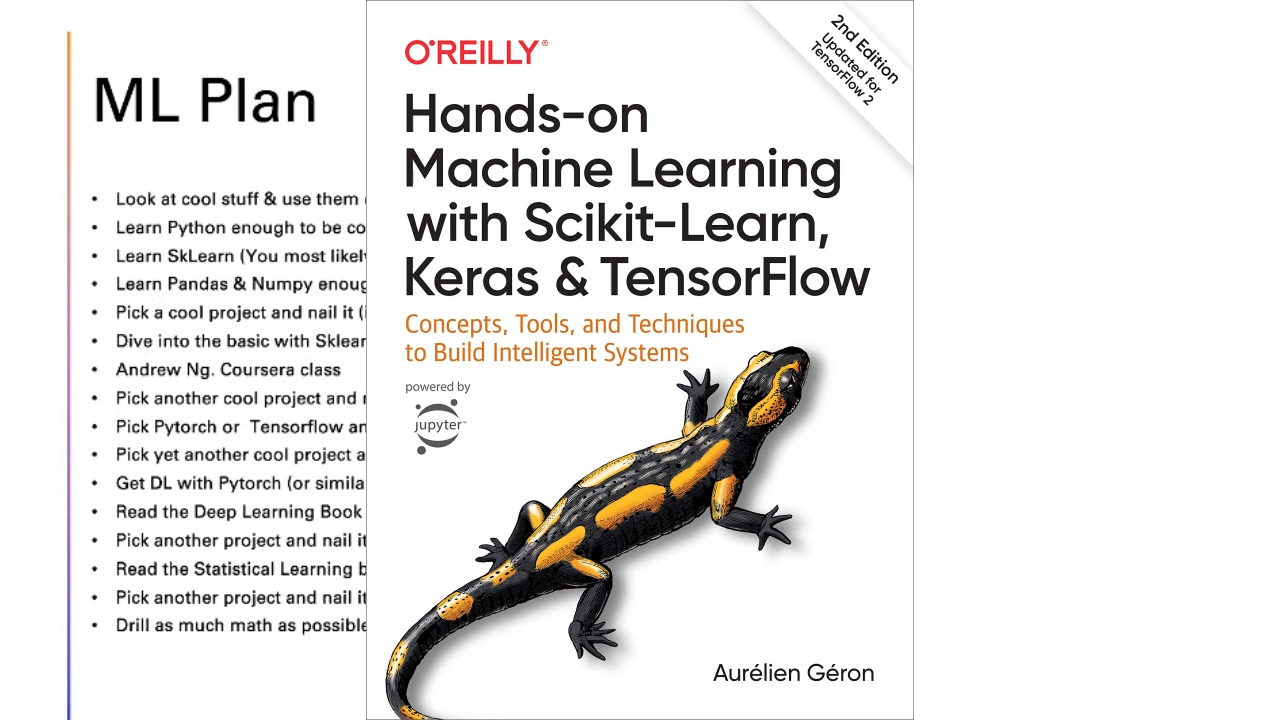 ML Plan
Look at cool stuff & use them
Learn Python enough to be co
Learn SkLearn (You most likely
Learn Pandas & Numpy enoug
Pick a cool project and nail it (i
Dive into the basic with Sklear
Andrew Ng. Coursera class
Pick another cool project and
Pick Pytorch or Tensorflow an
Pick yet another cool project a
Get DL with Pytorch (or simila
Read the Deep Learning Book
Pick another project and nail it
Read the Statistical Learning b
Pick another project and nail it
Drill as much math as possible
O'REILLY®
2nd Edition
Updated for
TensorFlow 2
Hands-on
Machine Learning
with Scikit-Learn,
Keras & TensorFlow
Concepts, Tools, and Techniques
to Build Intelligent Systems
powered by
jupyter™
Aurélien Géron